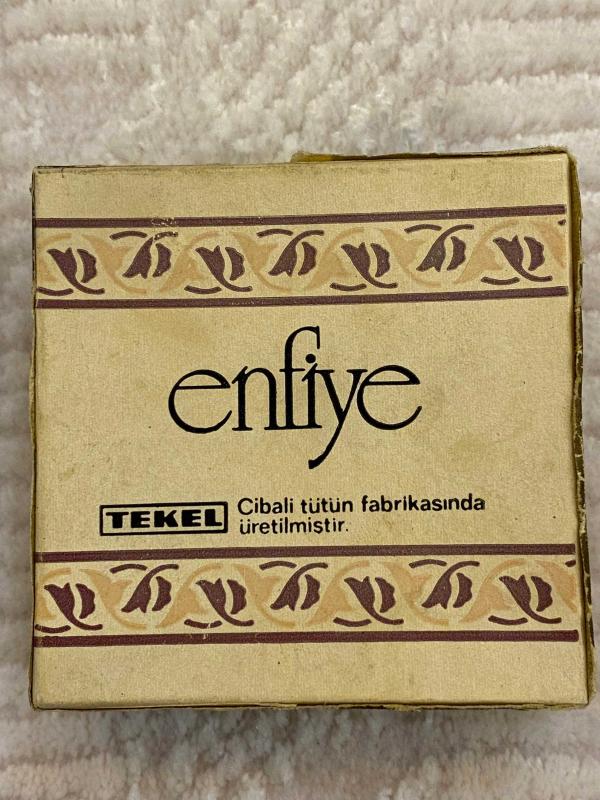 enfiye
TEKEL Cibali tütün fabrikasında
üretilmiştir.